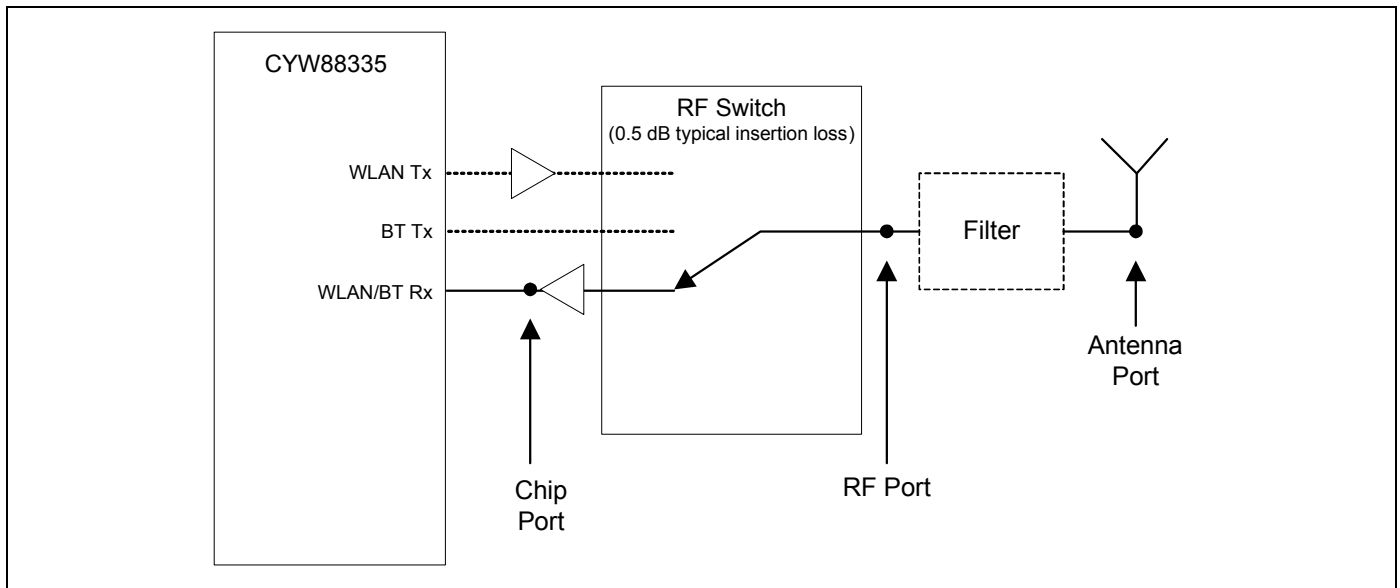 CYW88335
RF Switch
(0.5 dB typical insertion loss)
WLAN Tx
BT Tx
WLAN/BT Rx
Filter
Antenna
Port
Chip
Port
RF Port